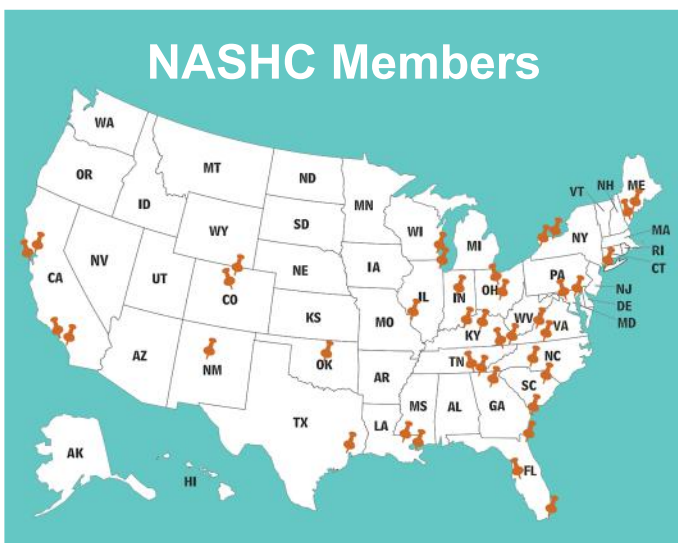 NASHC Members
WA
OR
ID
MT
ND
MN
WI
MI
VT
NH
ME
NY
MA
RI
CT
WY
SD
NE
IA
IL
IN
OH
PA
NJ
DE
MD
CA
NV
UT
CO
KS
MO
KY
WV
VA
AZ
NM
OK
AR
TN
NC
SC
TX
LA
MS
AL
GA
FL
AK
HI